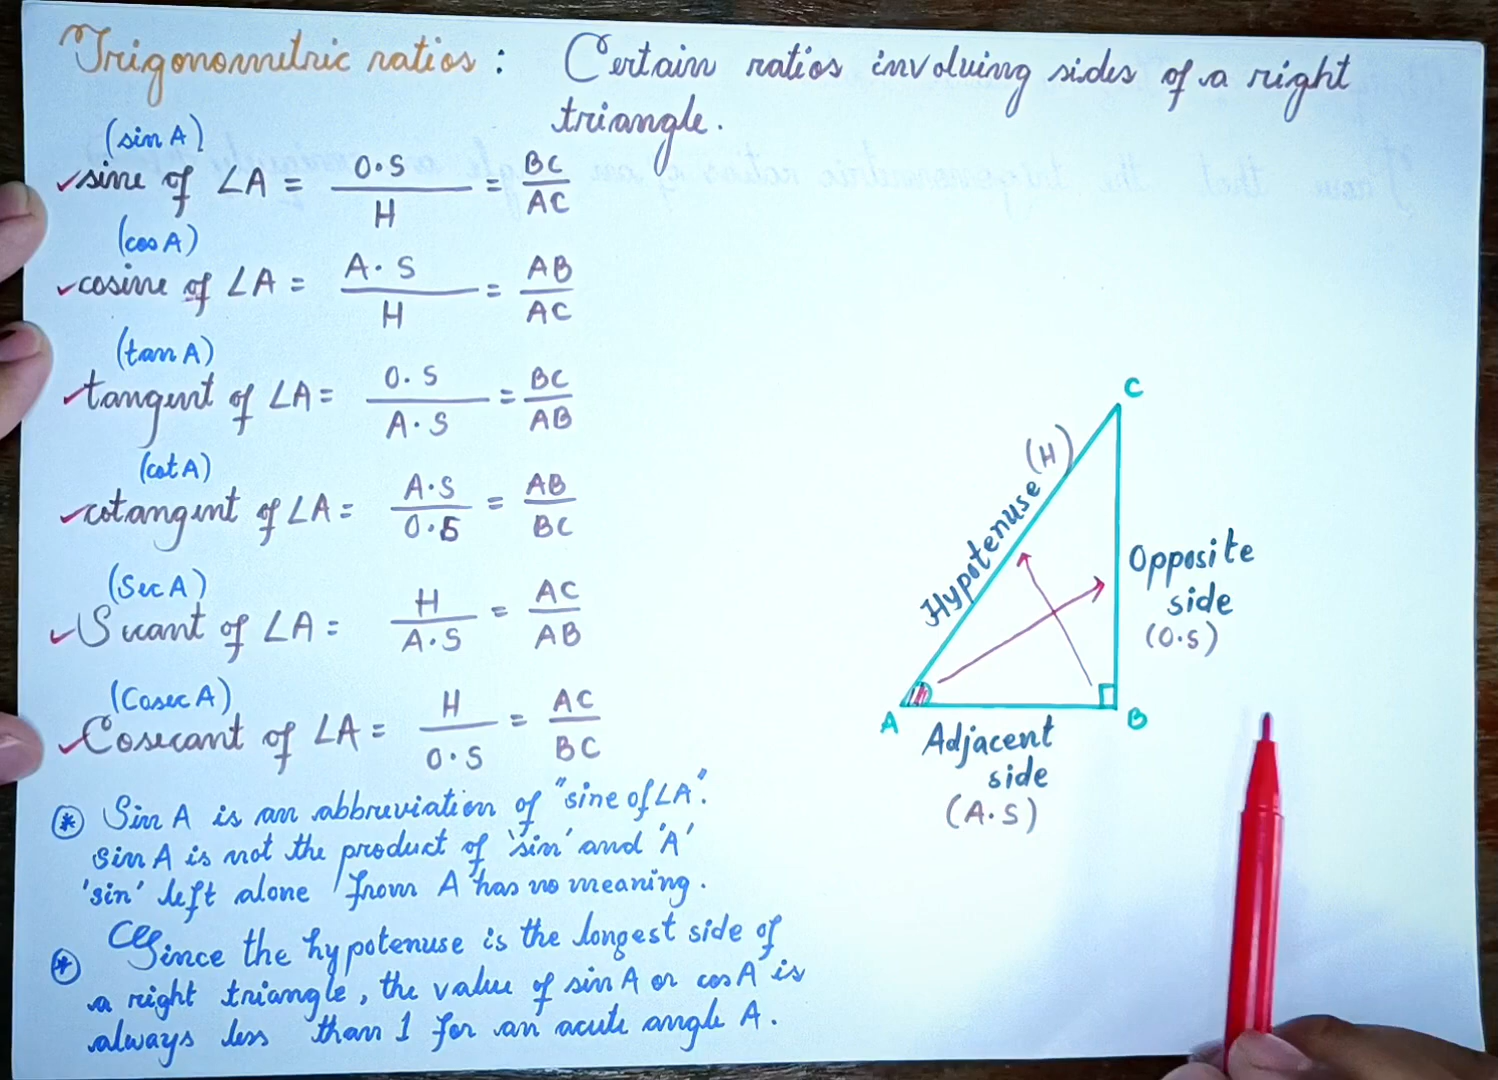 Trigonometric ratios : Certain ratios involving sides of a right
triangle.
(sin A)
✓sine of ∠A = O.S / H = BC / AC
(cos A)
✓cosine of ∠A = A.S / H = AB / AC
(tan A)
✓tangent of ∠A = O.S / A.S = BC / AB
(cot A)
✓cotangent of ∠A = A.S / O.S = AB / BC
(Sec A)
✓Secant of ∠A = H / A.S = AC / AB
(Cosec A)
✓Cosecant of ∠A = H / O.S = AC / BC
* Sin A is an abbreviation of "sine of ∠A".
sin A is not the product of 'sin' and 'A'
'sin' left alone from A has no meaning.
* Since the hypotenuse is the longest side of
a right triangle, the value of sin A or cos A is
always less than 1 for an acute angle A.
C
Hypotenuse (H)
Opposite
side
(O.S)
A
B
Adjacent
side
(A.S)